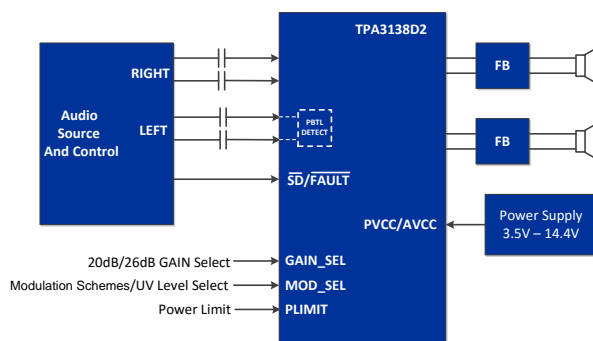 TPA3138D2
RIGHT
FB
Audio
Source
And Control
LEFT
PBTL
DETECT
FB
SD/FAULT
PVCC/AVCC
Power Supply
3.5V – 14.4V
20dB/26dB GAIN Select
GAIN_SEL
Modulation Schemes/UV Level Select
MOD_SEL
Power Limit
PLIMIT